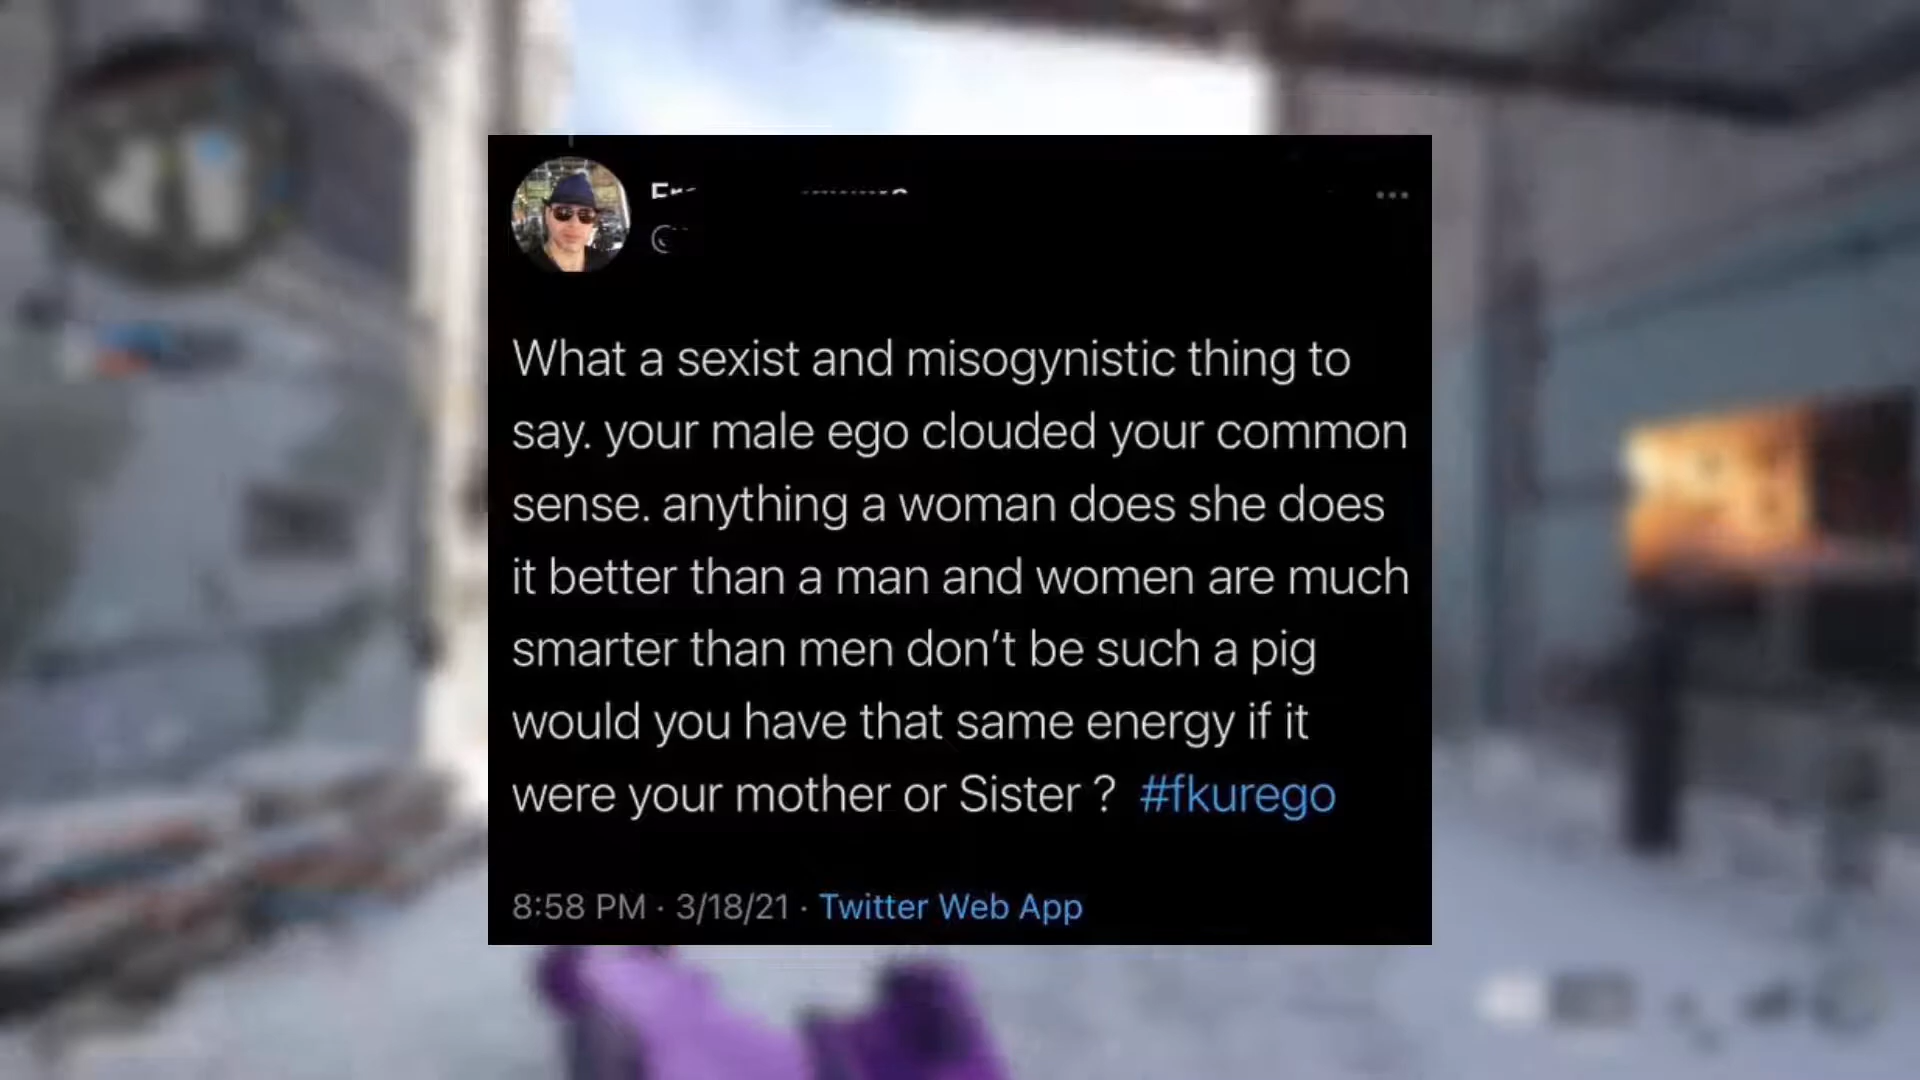 What a sexist and misogynistic thing to
say. your male ego clouded your common
sense. anything a woman does she does
it better than a man and women are much
smarter than men don't be such a pig
would you have that same energy if it
were your mother or Sister ? #fkurego
8:58 PM · 3/18/21 · Twitter Web App